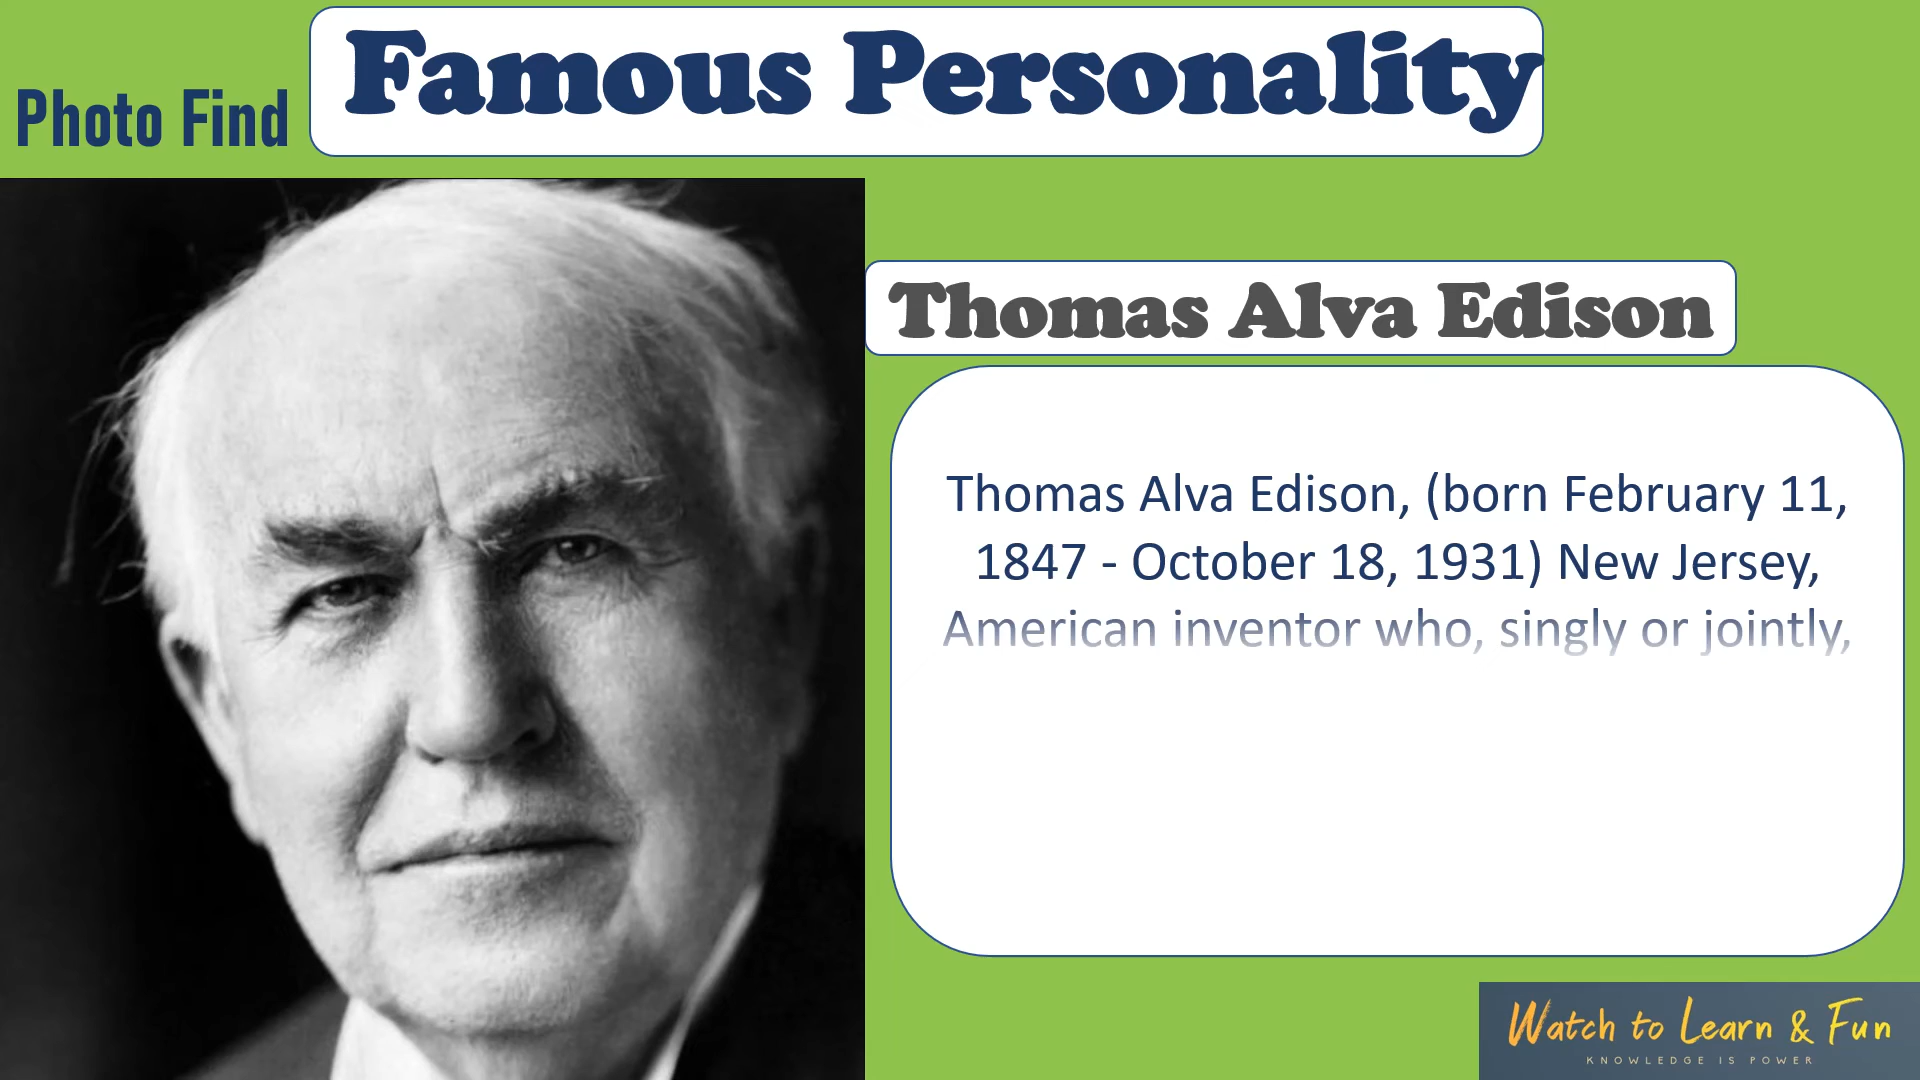 Photo Find
Famous Personality
Thomas Alva Edison
Thomas Alva Edison, (born February 11,
1847 - October 18, 1931) New Jersey,
American inventor who, singly or jointly,
Watch to Learn & Fun
KNOWLEDGE IS POWER